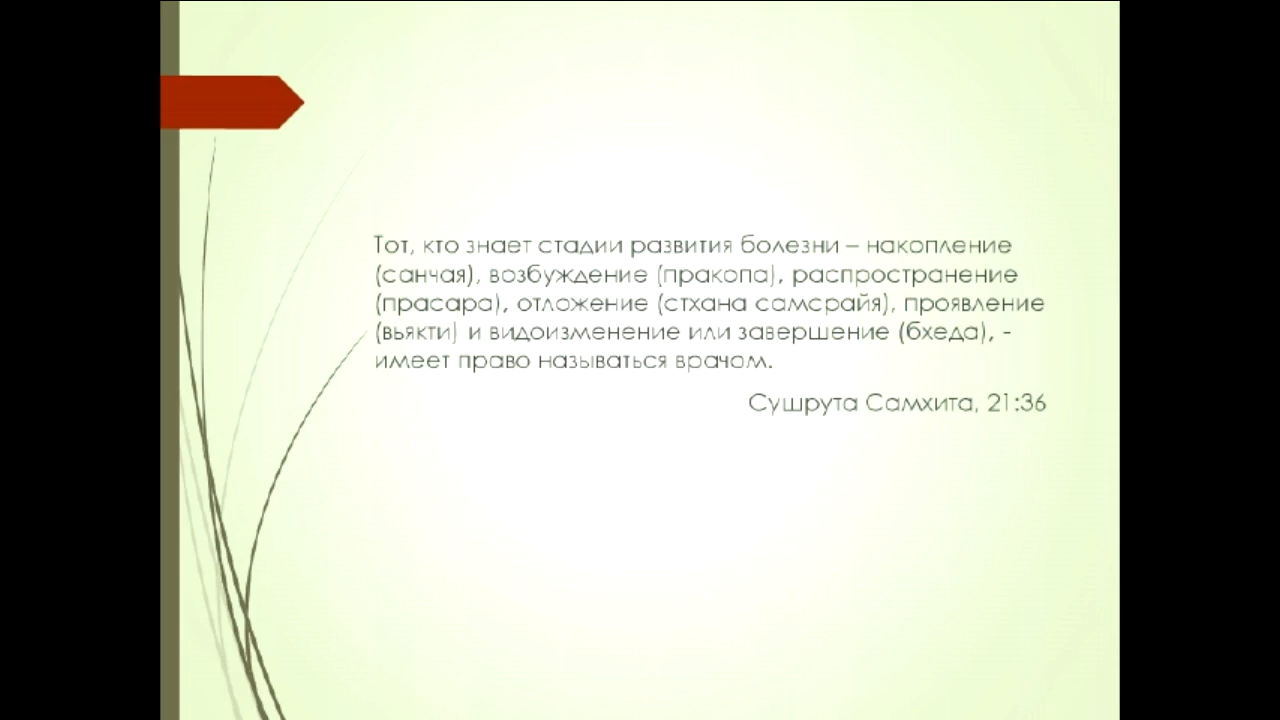 Тот, кто знает стадии развития болезни – накопление
(санчая), возбуждение (пракопа), распространение
(прасара), отложение (стхана самсрайя), проявление
(вьякти) и видоизменение или завершение (бхеда), -
имеет право называться врачом.
Сушрута Самхита, 21:36